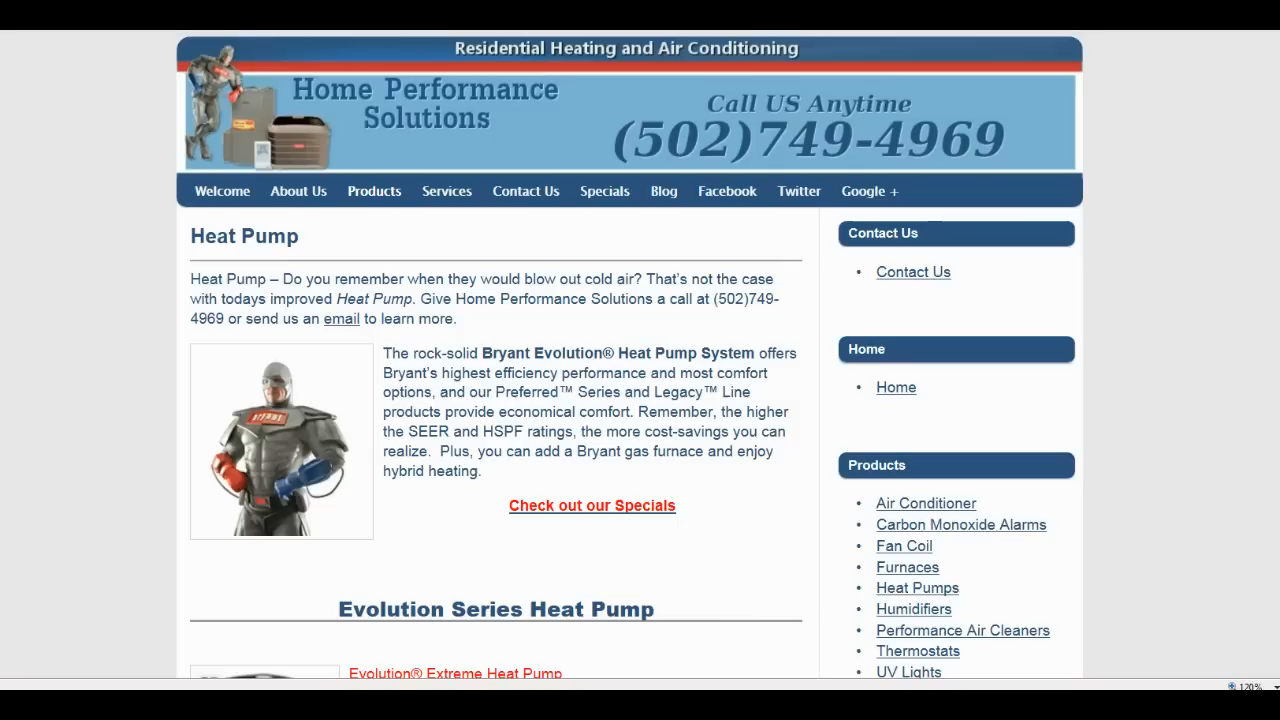 Residential Heating and Air Conditioning
Home Performance
Solutions
Call US Anytime
(502)749-4969
Welcome About Us Products Services Contact Us Specials Blog Facebook Twitter Google +
Heat Pump
Heat Pump – Do you remember when they would blow out cold air? That's not the case
with todays improved Heat Pump. Give Home Performance Solutions a call at (502)749-
4969 or send us an email to learn more.
BRYANT
The rock-solid Bryant Evolution® Heat Pump System offers
Bryant's highest efficiency performance and most comfort
options, and our Preferred™ Series and Legacy™ Line
products provide economical comfort. Remember, the higher
the SEER and HSPF ratings, the more cost-savings you can
realize.  Plus, you can add a Bryant gas furnace and enjoy
hybrid heating.
Check out our Specials
Evolution Series Heat Pump
Evolution® Extreme Heat Pump
Contact Us
• Contact Us
Home
• Home
Products
• Air Conditioner
• Carbon Monoxide Alarms
• Fan Coil
• Furnaces
• Heat Pumps
• Humidifiers
• Performance Air Cleaners
• Thermostats
• UV Lights
120%